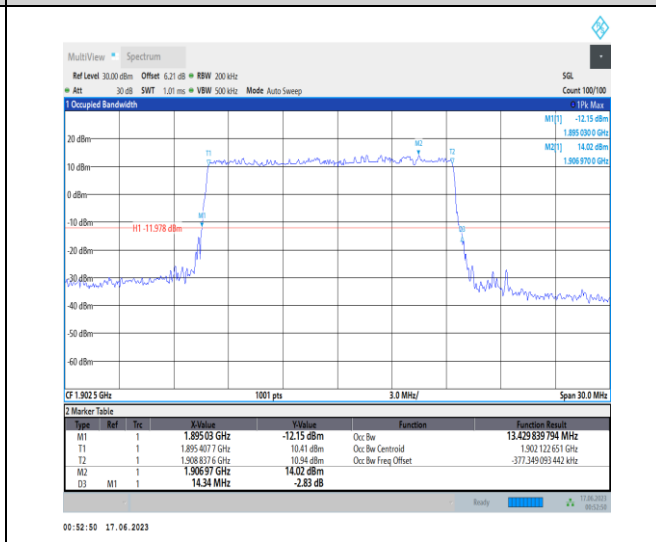 MultiView Spectrum
Ref Level 30.00 dBm Offset 6.21 dB RBW 200 kHz SGL
Att 30 dB SWT 1.01 ms VBW 500 kHz Mode Auto Sweep Count 100/100
1 Occupied Bandwidth 1Pk Max
M1[1] -12.15 dBm
1.895 030 0 GHz
M2[1] 14.02 dBm
1.906 970 0 GHz
20 dBm
T1 M2 T2
10 dBm
0 dBm
M1
-10 dBm
H1 -11.978 dBm
-20 dBm
-30 dBm
-40 dBm
-50 dBm
-60 dBm
CF 1.902 5 GHz 1001 pts 3.0 MHz/ Span 30.0 MHz
2 Marker Table
Type Ref Trc X-Value Y-Value Function Function Result
M1 1 1.895 03 GHz -12.15 dBm Occ Bw 13.429 839 794 MHz
T1 1 1.895 407 7 GHz 10.41 dBm Occ Bw Centroid 1.902 122 651 GHz
T2 1 1.908 837 6 GHz 10.94 dBm Occ Bw Freq Offset -377.349 093 442 kHz
M2 1 1.906 97 GHz 14.02 dBm
D3 M1 1 14.34 MHz -2.83 dB
Ready 17.06.2023
00:52:50
00:52:50 17.06.2023